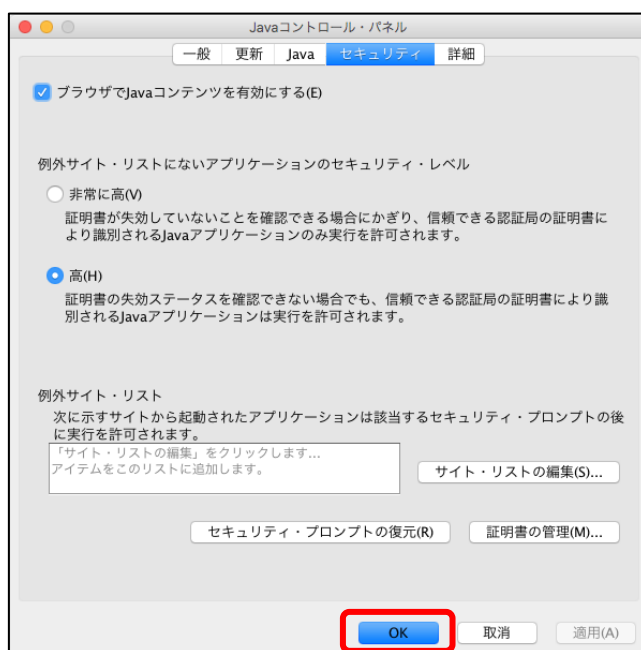 Javaコントロール・パネル
一般 更新 Java セキュリティ 詳細
ブラウザでJavaコンテンツを有効にする(E)
例外サイト・リストにないアプリケーションのセキュリティ・レベル
非常に高(V)
証明書が失効していないことを確認できる場合にかぎり、信頼できる認証局の証明書に
より識別されるJavaアプリケーションのみ実行を許可されます。
高(H)
証明書の失効ステータスを確認できない場合でも、信頼できる認証局の証明書により識
別されるJavaアプリケーションは実行を許可されます。
例外サイト・リスト
次に示すサイトから起動されたアプリケーションは該当するセキュリティ・プロンプトの後
に実行を許可されます。
「サイト・リストの編集」をクリックします...
アイテムをこのリストに追加します。
サイト・リストの編集(S)...
セキュリティ・プロンプトの復元(R) 証明書の管理(M)...
OK 取消 適用(A)